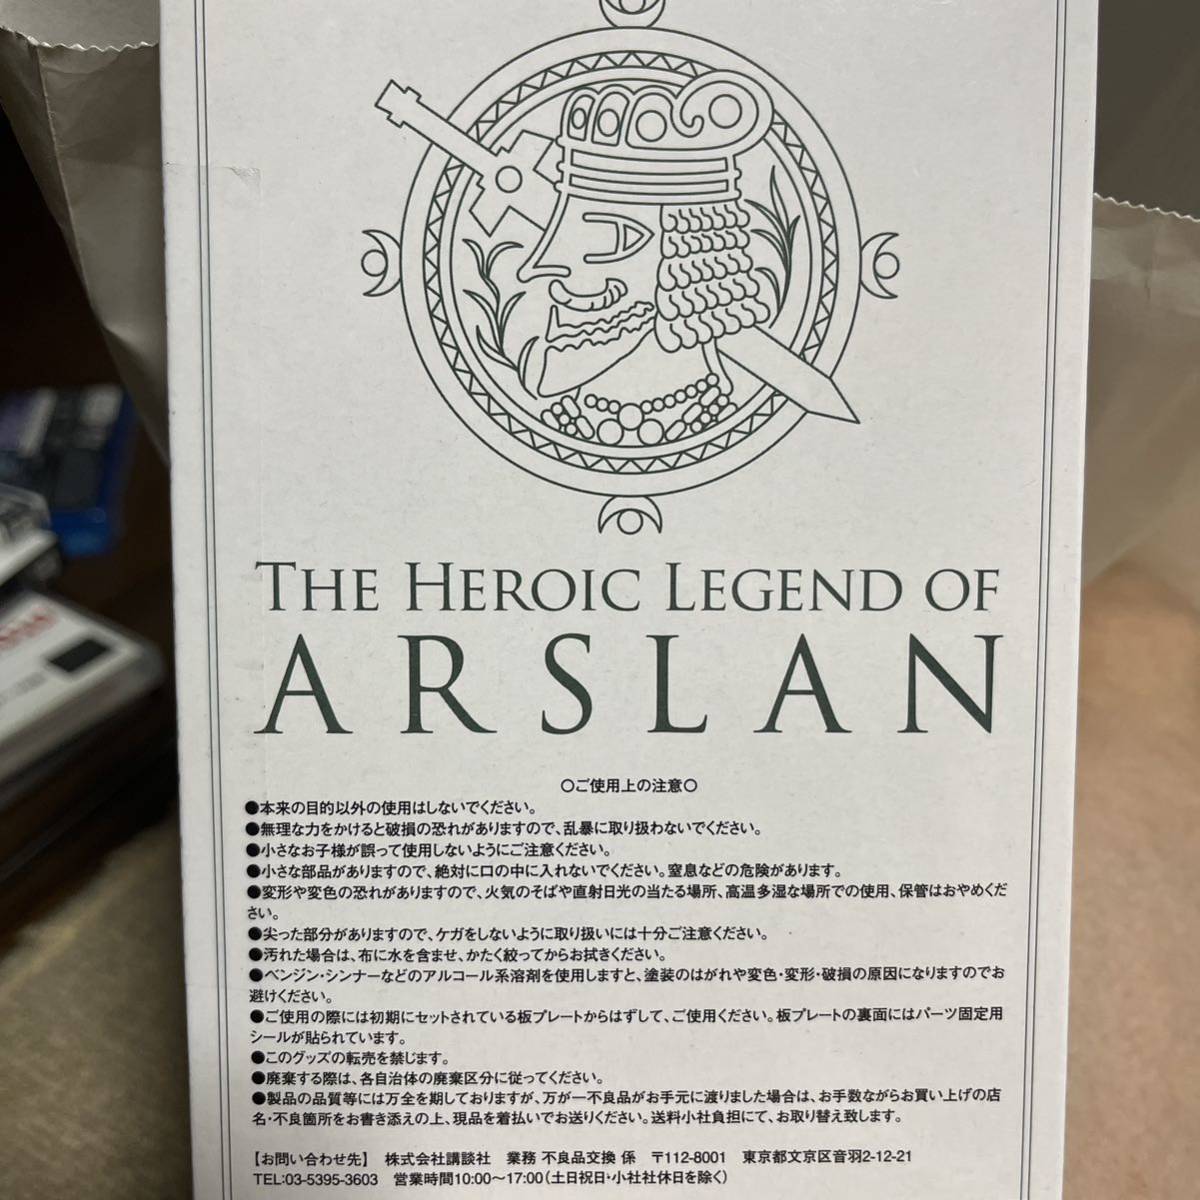 THE HEROIC LEGEND OF
ARSLAN
○ご使用上の注意○
●本来の目的以外の使用はしないでください。
●無理な力をかけると破損の恐れがありますので、乱暴に取り扱わないでください。
●小さなお子様が誤って使用しないようにご注意ください。
●小さな部品がありますので、絶対に口の中に入れないでください。窒息などの危険があります。
●変形や変色の恐れがありますので、火気のそばや直射日光の当たる場所、高温多湿な場所での使用、保管はおやめくだ
さい。
●尖った部分がありますので、ケガをしないように取り扱いには十分ご注意ください。
●汚れた場合は、布に水を含ませ、かたく絞ってからお拭きください。
●ベンジン・シンナーなどのアルコール系溶剤を使用しますと、塗装のはがれや変色・変形・破損の原因になりますのでお
避けください。
●ご使用の際には初期にセットされている板プレートからはずして、ご使用ください。板プレートの裏面にはパーツ固定用
シールが貼られています。
●このグッズの転売を禁じます。
●廃棄する際は、各自治体の廃棄区分に従ってください。
●製品の品質等には万全を期しておりますが、万が一不良品がお手元に渡りました場合は、お手数ながらお買い上げの店
名・不良箇所をお書き添えの上、現品を着払いでお送りください。送料小社負担にて、お取り替え致します。
【お問い合わせ先】 株式会社講談社 業務 不良品交換 係 〒112-8001 東京都文京区音羽2-12-21
TEL:03-5395-3603 営業時間10:00〜17:00(土日祝日・小社社休日を除く)